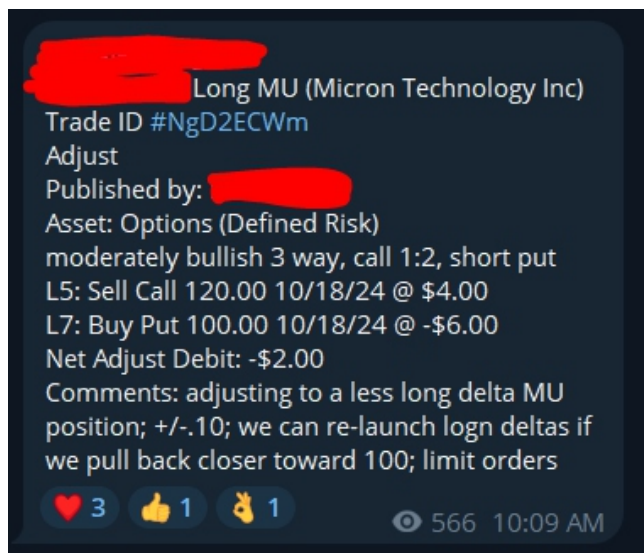 Long MU (Micron Technology Inc)
Trade ID #NgD2ECWm
Adjust
Published by:
Asset: Options (Defined Risk)
moderately bullish 3 way, call 1:2, short put
L5: Sell Call 120.00 10/18/24 @ $4.00
L7: Buy Put 100.00 10/18/24 @ -$6.00
Net Adjust Debit: -$2.00
Comments: adjusting to a less long delta MU
position; +/-.10; we can re-launch logn deltas if
we pull back closer toward 100; limit orders
3 1 1
566 10:09 AM